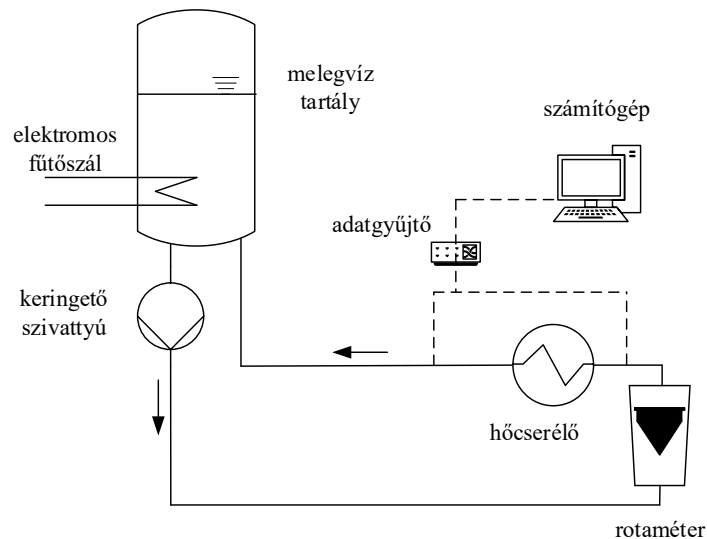 melegvíz
tartály
számítógép
elektromos
fűtőszál
adatgyűjtő
keringető
szivattyú
hőcserélő
rotaméter